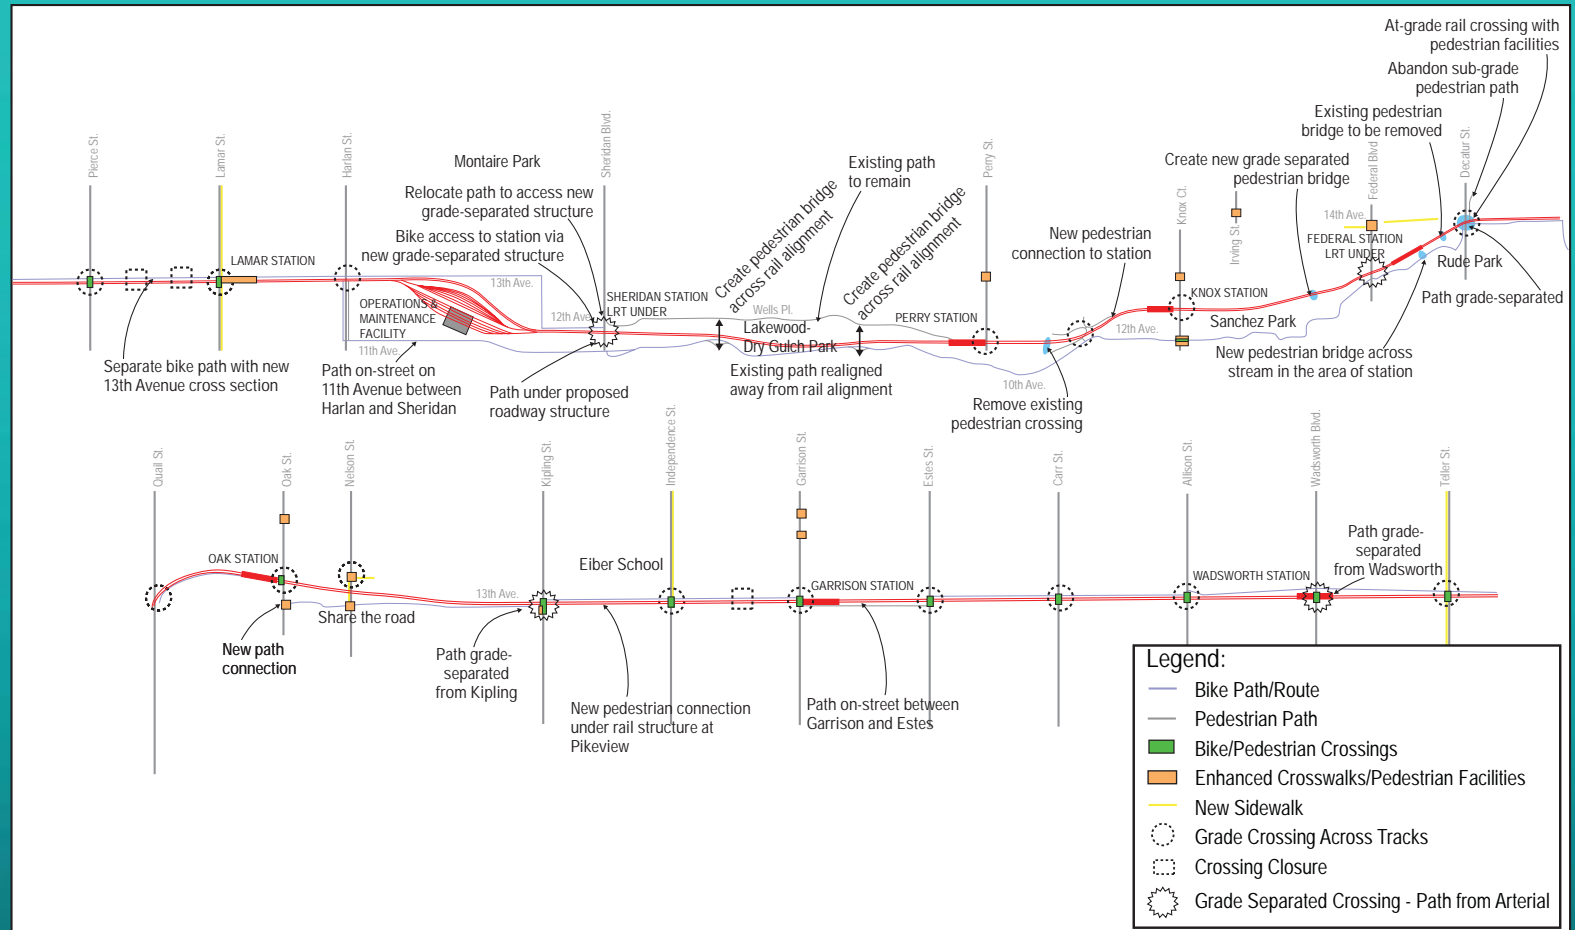 At-grade rail crossing with
pedestrian facilities
Abandon sub-grade
pedestrian path
Existing pedestrian
bridge to be removed
Create new grade separated
pedestrian bridge
Pierce St.
Lamar St.
Harlan St.
Montaire Park
Sheridan Blvd.
Relocate path to access new
grade-separated structure
Bike access to station via
new grade-separated structure
Create pedestrian bridge
across rail alignment
Existing path
to remain
Create pedestrian bridge
across rail alignment
Perry St.
New pedestrian
connection to station
Knox Ct.
Irving St.
Federal Blvd
Decatur St.
14th Ave.
FEDERAL STATION
LRT UNDER
Rude Park
Path grade-separated
LAMAR STATION
13th Ave.
OPERATIONS &
MAINTENANCE
FACILITY
11th Ave.
12th Ave.
SHERIDAN STATION
LRT UNDER
Wells Pl.
Lakewood-
Dry Gulch Park
PERRY STATION
KNOX STATION
12th Ave.
Sanchez Park
Separate bike path with new
13th Avenue cross section
Path on-street on
11th Avenue between
Harlan and Sheridan
Path under proposed
roadway structure
Existing path realigned
away from rail alignment
10th Ave.
Remove existing
pedestrian crossing
New pedestrian bridge across
stream in the area of station
Quail St.
Oak St.
Nelson St.
Kipling St.
Independence St.
Garrison St.
Estes St.
Carr St.
Allison St.
Wadsworth Blvd.
Teller St.
OAK STATION
Eiber School
13th Ave.
GARRISON STATION
WADSWORTH STATION
Path grade-
separated
from Wadsworth
Share the road
New path
connection
Path grade-
separated
from Kipling
New pedestrian connection
under rail structure at
Pikeview
Path on-street between
Garrison and Estes
Legend:
Bike Path/Route
Pedestrian Path
Bike/Pedestrian Crossings
Enhanced Crosswalks/Pedestrian Facilities
New Sidewalk
Grade Crossing Across Tracks
Crossing Closure
Grade Separated Crossing - Path from Arterial